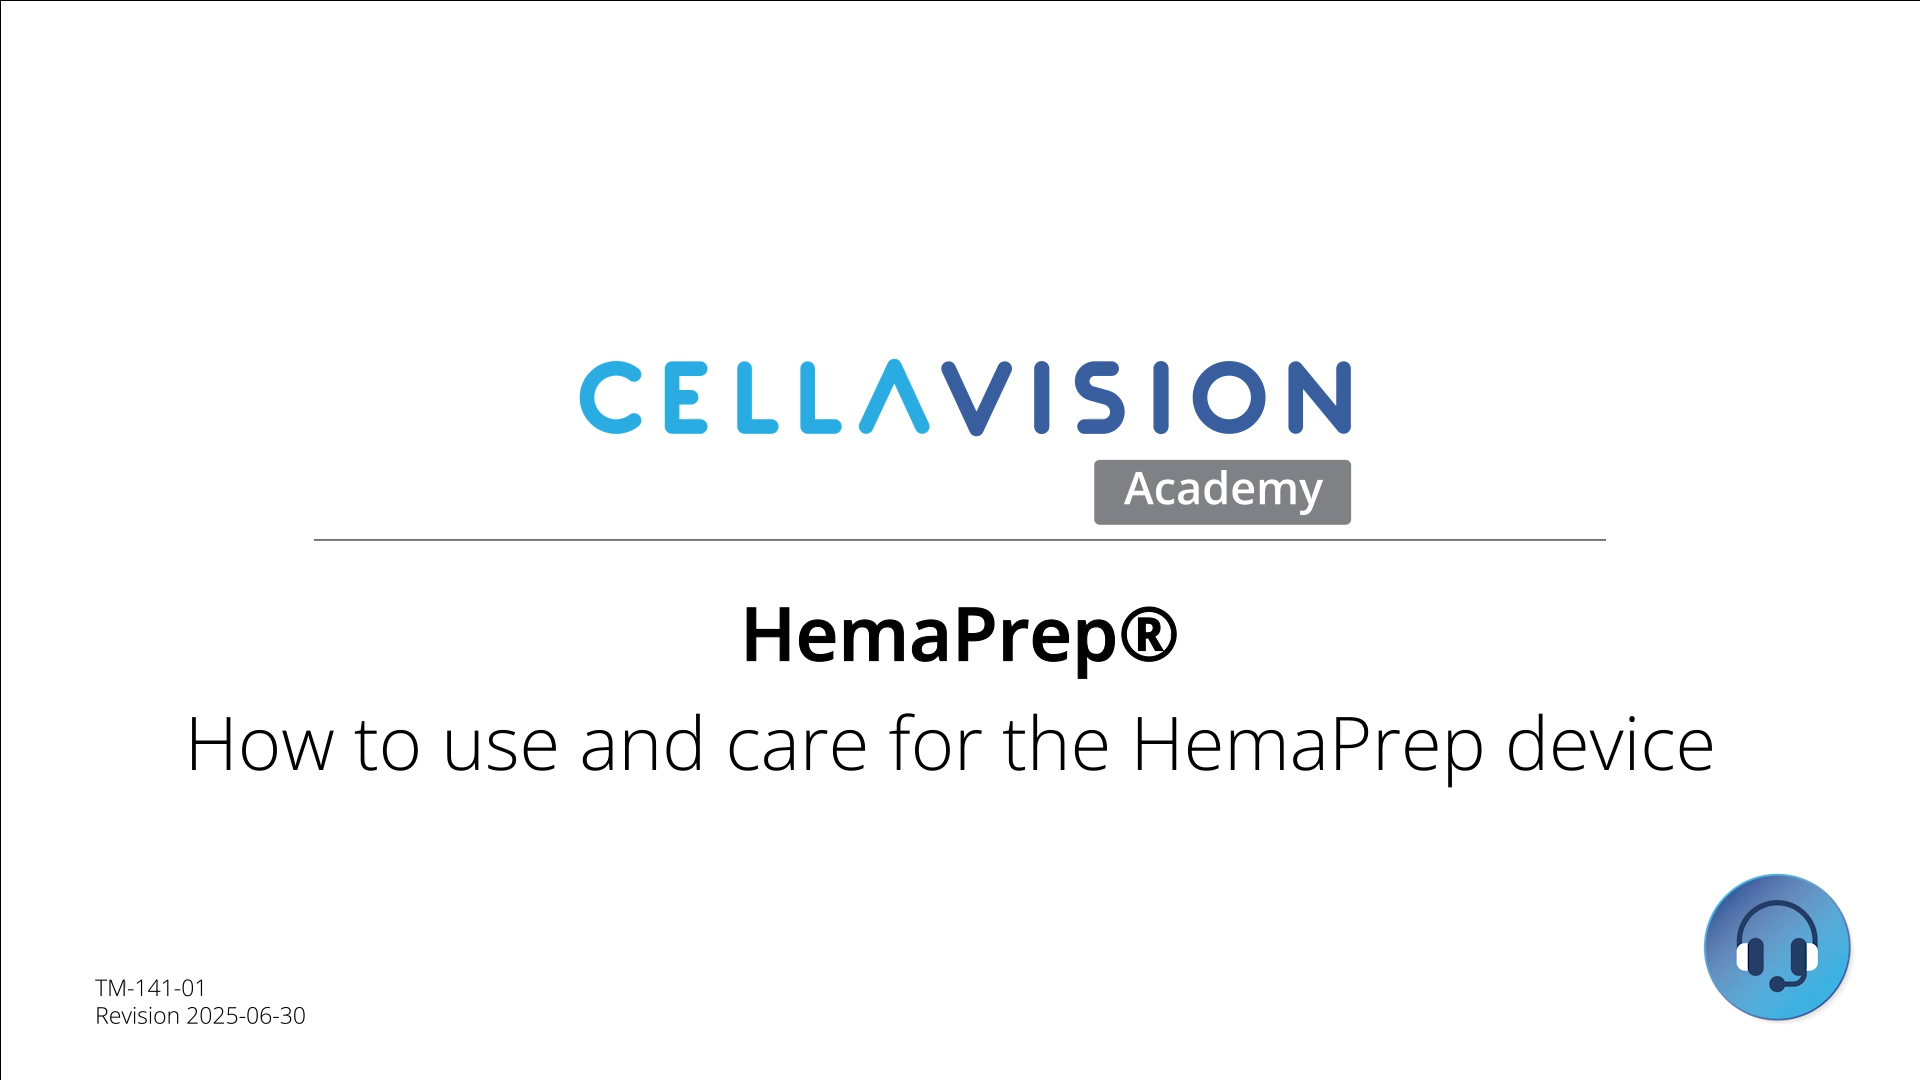 CELLAVISION
Academy
HemaPrep®
How to use and care for the HemaPrep device
TM-141-01
Revision 2025-06-30